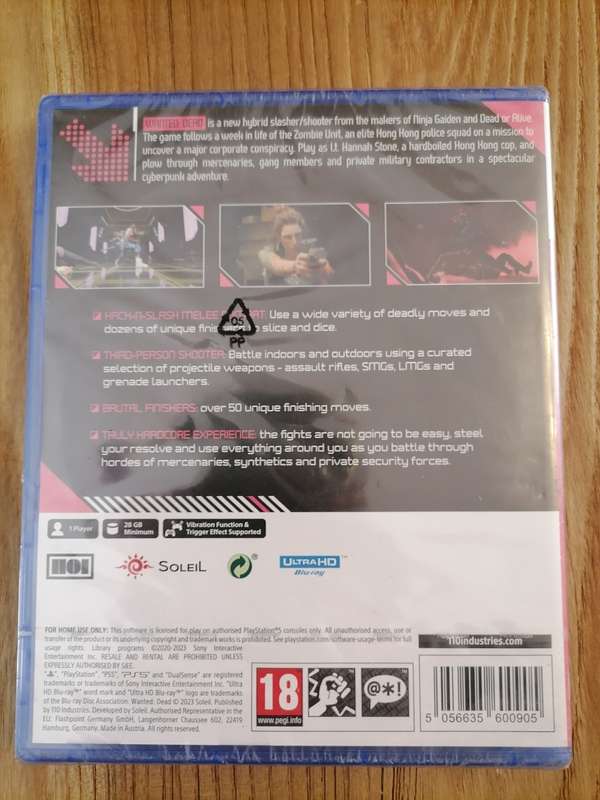 WANTED: DEAD is a new hybrid slasher/shooter from the makers of Ninja Gaiden and Dead or Alive
The game follows a week in life of the Zombie Unit, an elite Hong Kong police squad on a mission to
uncover a major corporate conspiracy. Play as Lt. Hannah Stone, a hardboiled Hong Kong cop, and
plow through mercenaries, gang members and private military contractors in a spectacular
cyberpunk adventure.
HACK-N-SLASH MELEE Use a wide variety of deadly moves and
dozens of unique slice and dice.
05
PP
THIRD-PERSON SHOOTER: Battle indoors and outdoors using a curated
selection of projectile weapons - assault rifles, SMGs, LMGs and
grenade launchers.
BRUTAL FINISHERS: over 50 unique finishing moves.
TRULY HARDCORE EXPERIENCE: the fights are not going to be easy, steel
your resolve and use everything around you as you battle through
hordes of mercenaries, synthetics and private security forces.
1 Player
28 GB
Minimum
Vibration Function &
Trigger Effect Supported
110
SOLEIL
ULTRA HD
Blu-ray™
FOR HOME USE ONLY: This software is licensed for play on authorised PlayStation®5 consoles only. All unauthorised access, use or
transfer of the product or its underlying copyright and trademark works is prohibited. See playstation.com/software-usage-terms for full
usage rights. Library programs ©2020-2023 Sony Interactive
Entertainment Inc. RESALE AND RENTAL ARE PROHIBITED UNLESS
EXPRESSLY AUTHORISED BY SIEE.
"PlayStation", "PS5", "PS5" and "DualSense" are registered
trademarks or trademarks of Sony Interactive Entertainment Inc. "Ultra
HD Blu-ray™" word mark and "Ultra HD Blu-ray™" logo are trademarks
of the Blu-ray Disc Association. Wanted: Dead © 2023 Soleil. Published
by 110 Industries. Developed by Soleil. Authorised Representative in the
EU: Flashpoint Germany GmbH, Langenhorner Chaussee 602, 22419
Hamburg, Germany. Made in Austria. All rights reserved.
110industries.com
18
www.pegi.info
@*!
5 056635 600905